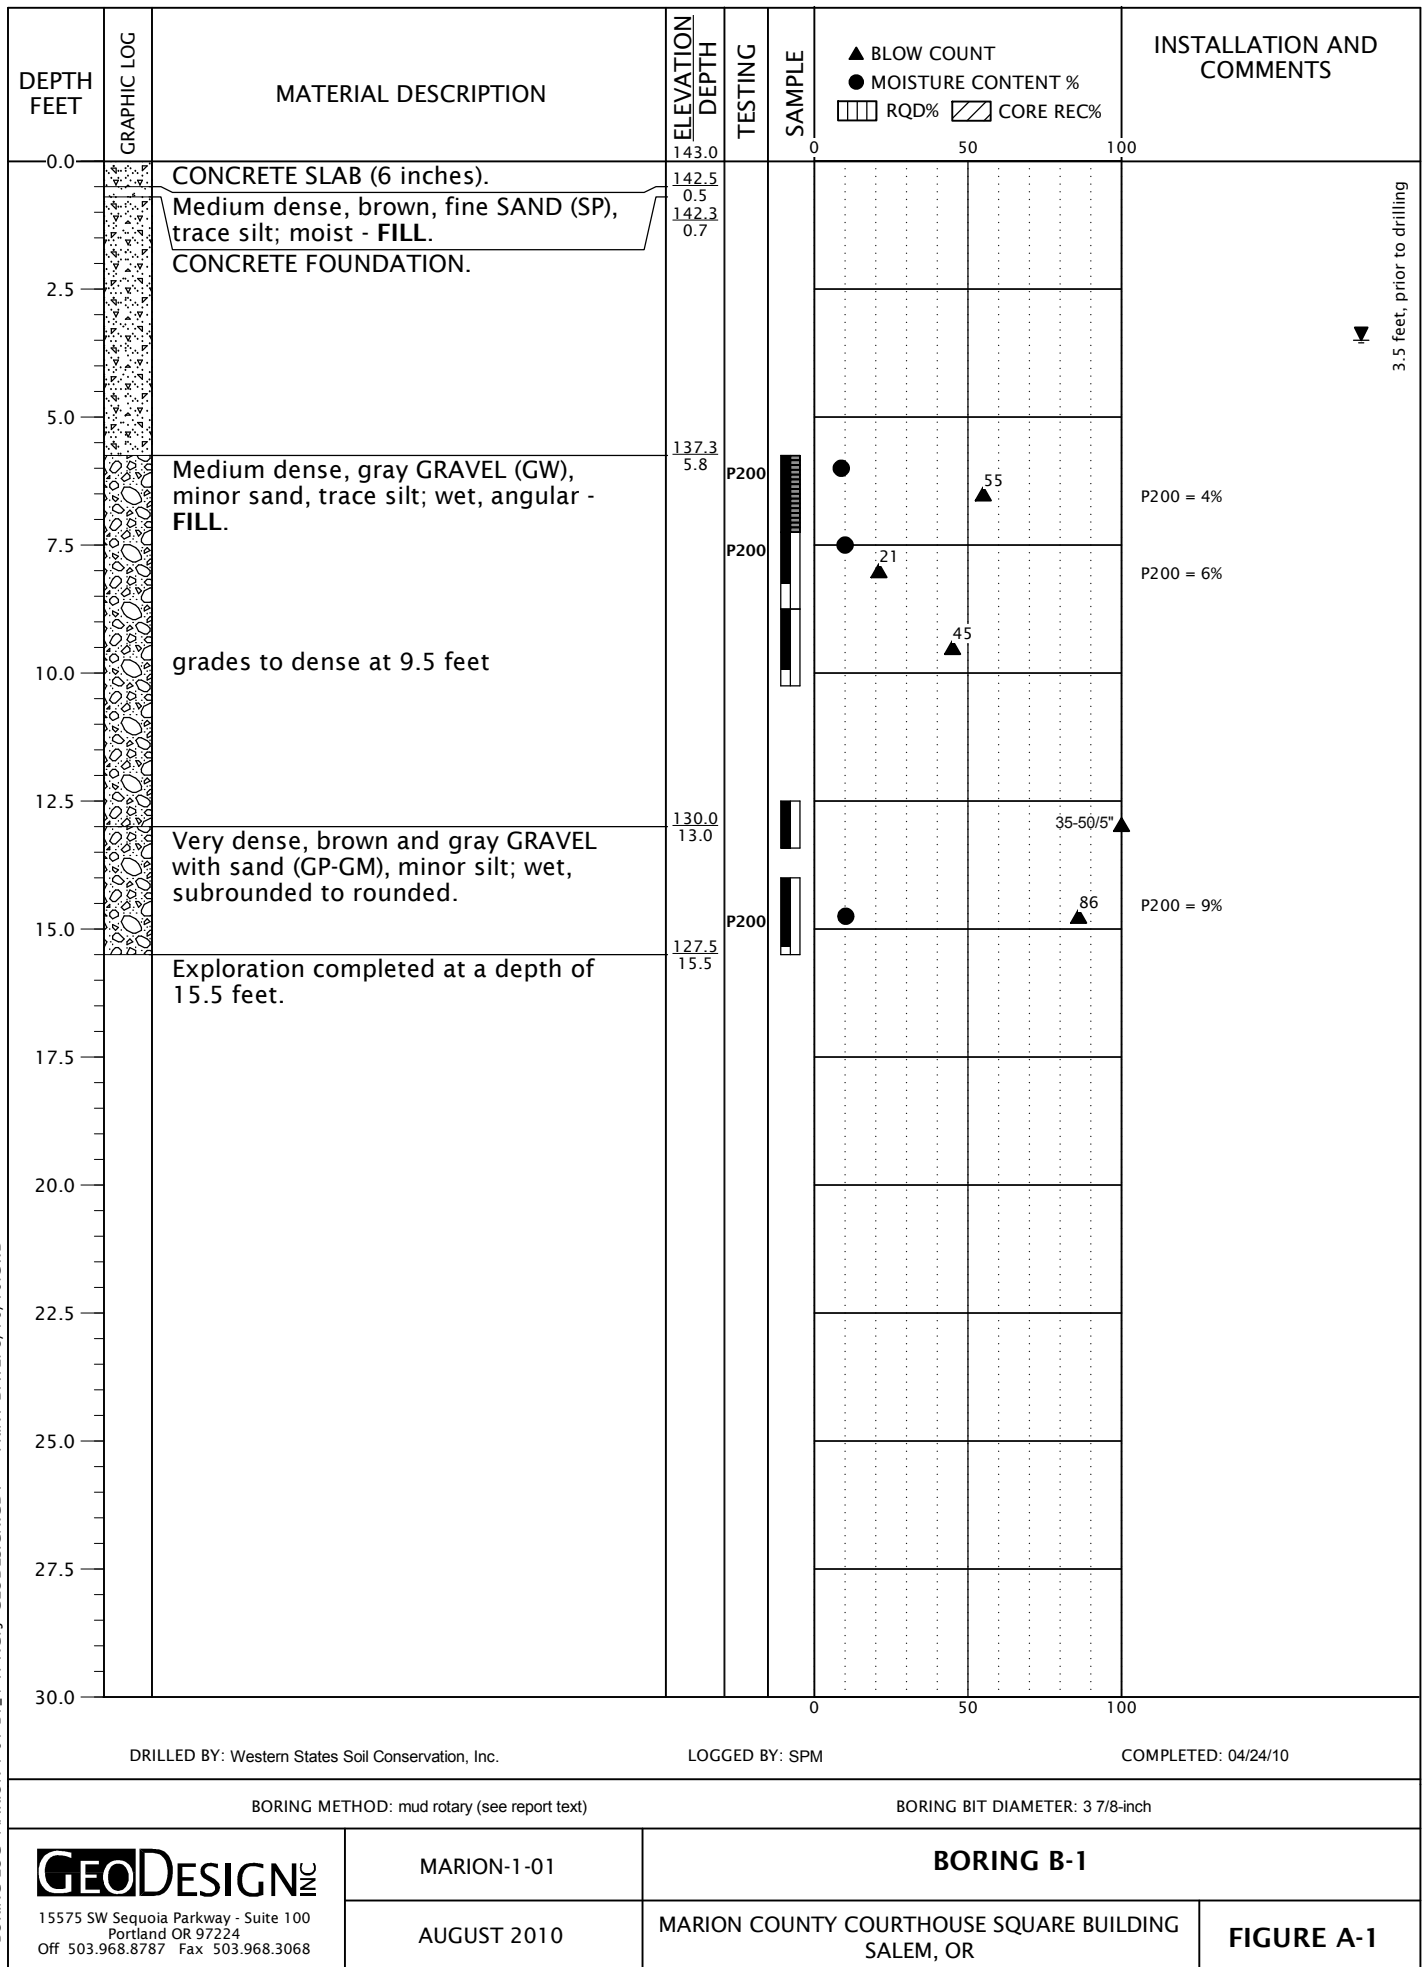 DEPTH
FEET
GRAPHIC LOG
MATERIAL DESCRIPTION
ELEVATION
DEPTH
TESTING
SAMPLE
▲ BLOW COUNT
● MOISTURE CONTENT %
RQD% CORE REC%
INSTALLATION AND
COMMENTS
0.0
143.0
0 50 100
CONCRETE SLAB (6 inches).
142.5
0.5
Medium dense, brown, fine SAND (SP),
trace silt; moist - FILL.
142.3
0.7
CONCRETE FOUNDATION.
2.5
3.5 feet, prior to drilling
5.0
137.3
5.8
Medium dense, gray GRAVEL (GW),
minor sand, trace silt; wet, angular -
FILL.
P200
55
P200 = 4%
7.5
P200
21
P200 = 6%
45
grades to dense at 9.5 feet
10.0
12.5
130.0
13.0
35-50/5"
Very dense, brown and gray GRAVEL
with sand (GP-GM), minor silt; wet,
subrounded to rounded.
86
P200 = 9%
P200
15.0
127.5
15.5
Exploration completed at a depth of
15.5 feet.
17.5
20.0
22.5
25.0
27.5
30.0
0 50 100
DRILLED BY: Western States Soil Conservation, Inc.
LOGGED BY: SPM
COMPLETED: 04/24/10
BORING METHOD: mud rotary (see report text)
BORING BIT DIAMETER: 3 7/8-inch
GEODESIGN INC
15575 SW Sequoia Parkway - Suite 100
Portland OR 97224
Off 503.968.8787 Fax 503.968.3068
MARION-1-01
AUGUST 2010
BORING B-1
MARION COUNTY COURTHOUSE SQUARE BUILDING
SALEM, OR
FIGURE A-1